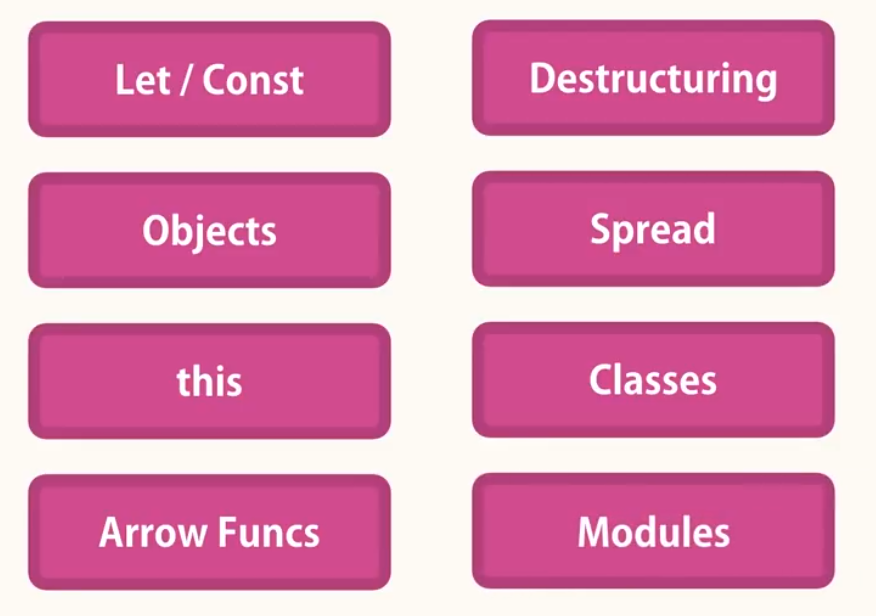 Let / Const
Objects
this
Arrow Funcs
Destructuring
Spread
Classes
Modules